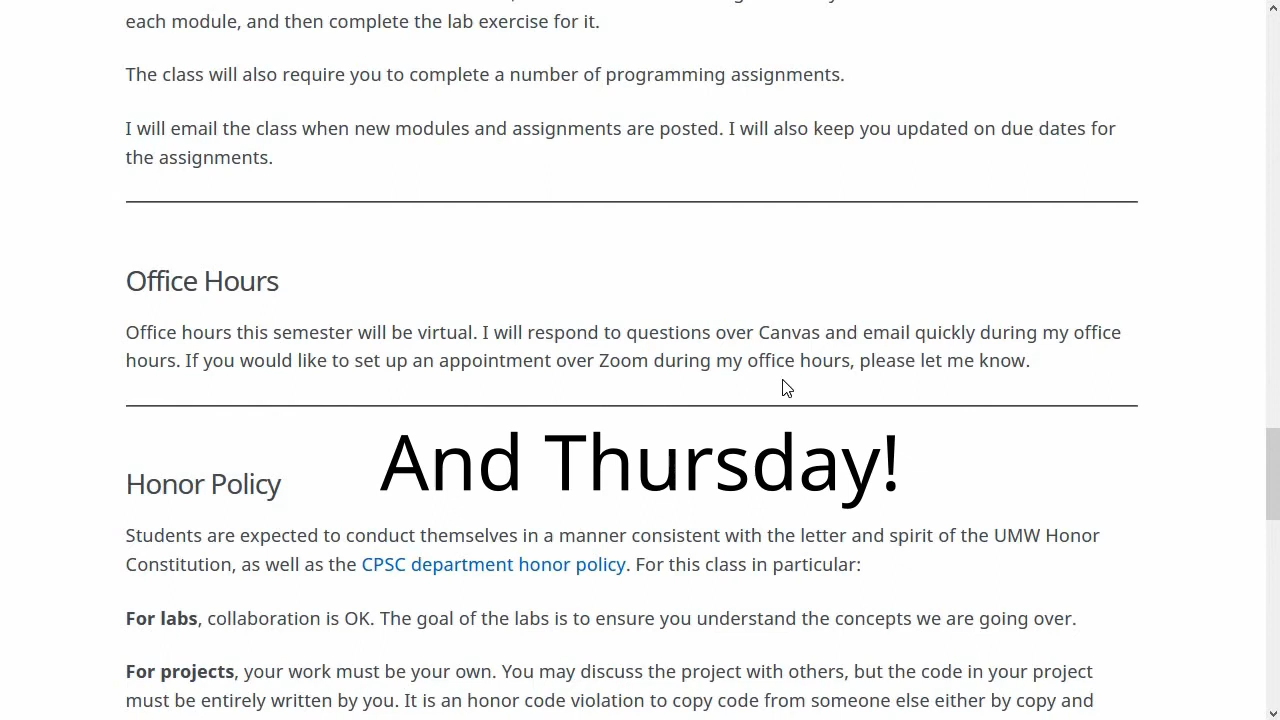 each module, and then complete the lab exercise for it.
The class will also require you to complete a number of programming assignments.
I will email the class when new modules and assignments are posted. I will also keep you updated on due dates for
the assignments.
Office Hours
Office hours this semester will be virtual. I will respond to questions over Canvas and email quickly during my office
hours. If you would like to set up an appointment over Zoom during my office hours, please let me know.
And Thursday!
Honor Policy
Students are expected to conduct themselves in a manner consistent with the letter and spirit of the UMW Honor
Constitution, as well as the CPSC department honor policy. For this class in particular:
For labs, collaboration is OK. The goal of the labs is to ensure you understand the concepts we are going over.
For projects, your work must be your own. You may discuss the project with others, but the code in your project
must be entirely written by you. It is an honor code violation to copy code from someone else either by copy and